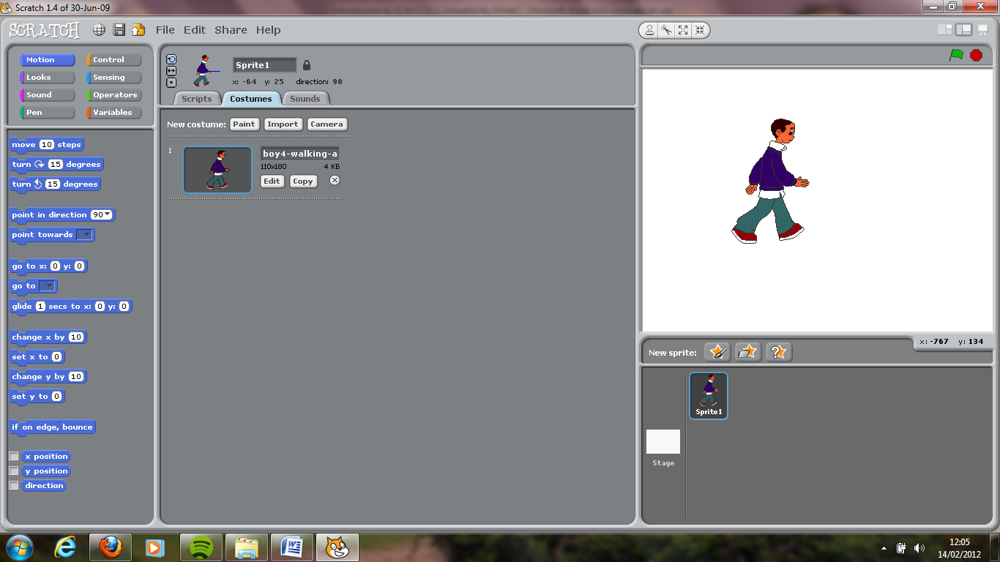 Scratch 1.4 of 30-Jun-09
SCRATCH
File Edit Share Help
Motion Control
Looks Sensing
Sound Operators
Pen Variables
move 10 steps
turn 15 degrees
turn 15 degrees
point in direction 90
point towards
go to x: 0 y: 0
go to
glide 1 secs to x: 0 y: 0
change x by 10
set x to 0
change y by 10
set y to 0
if on edge, bounce
x position
y position
direction
Sprite1
x: -64 y: 25 direction: 90
Scripts Costumes Sounds
New costume: Paint Import Camera
1
boy4-walking-a
110x180 4 KB
Edit Copy
x: -767 y: 134
New sprite:
Sprite1
Stage
12:05
14/02/2012